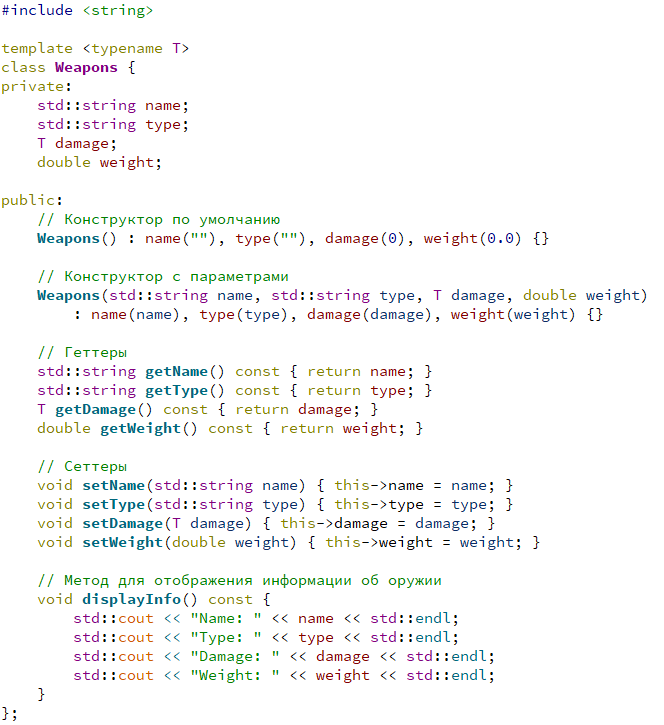 #include <string>

template <typename T>
class Weapons {
private:
    std::string name;
    std::string type;
    T damage;
    double weight;

public:
    // Конструктор по умолчанию
    Weapons() : name(""), type(""), damage(0), weight(0.0) {}

    // Конструктор с параметрами
    Weapons(std::string name, std::string type, T damage, double weight)
        : name(name), type(type), damage(damage), weight(weight) {}

    // Геттеры
    std::string getName() const { return name; }
    std::string getType() const { return type; }
    T getDamage() const { return damage; }
    double getWeight() const { return weight; }

    // Сеттеры
    void setName(std::string name) { this->name = name; }
    void setType(std::string type) { this->type = type; }
    void setDamage(T damage) { this->damage = damage; }
    void setWeight(double weight) { this->weight = weight; }

    // Метод для отображения информации об оружии
    void displayInfo() const {
        std::cout << "Name: " << name << std::endl;
        std::cout << "Type: " << type << std::endl;
        std::cout << "Damage: " << damage << std::endl;
        std::cout << "Weight: " << weight << std::endl;
    }
};